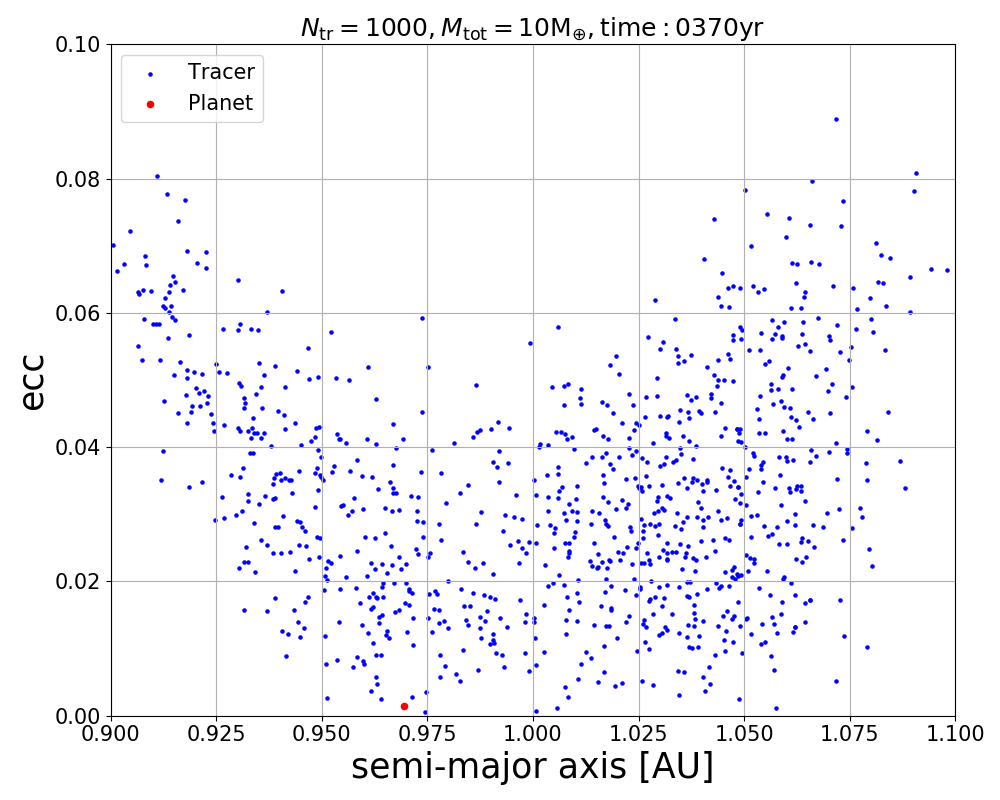 N_tr = 1000, M_tot = 10M_⊕, time : 0370yr
Tracer
Planet
ecc
0.10
0.08
0.06
0.04
0.02
0.00
0.900 0.925 0.950 0.975 1.000 1.025 1.050 1.075 1.100
semi-major axis [AU]